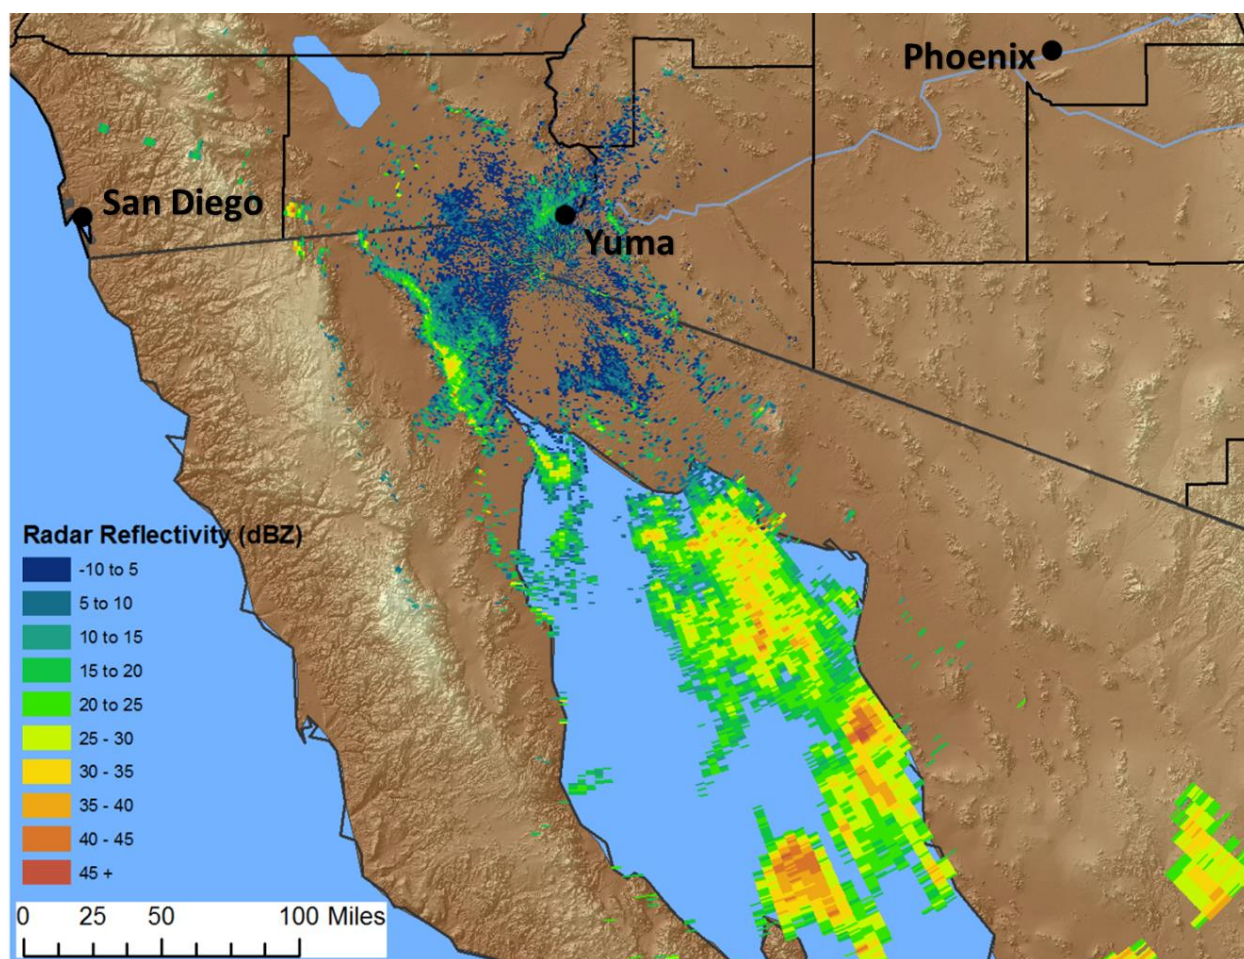 Phoenix
San Diego
Yuma
Radar Reflectivity (dBZ)
-10 to 5
5 to 10
10 to 15
15 to 20
20 to 25
25 - 30
30 - 35
35 - 40
40 - 45
45 +
0 25 50 100 Miles